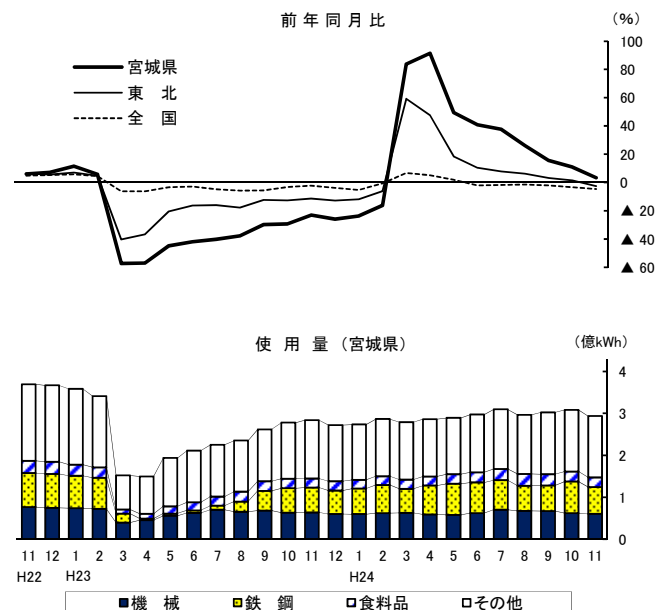 前年同月比
(%)
宮城県
東 北
全 国
100
80
60
40
20
0
▲ 20
▲ 40
▲ 60
使 用 量 (宮城県)
(億kWh)
4
3
2
1
0
11 12 1 2 3 4 5 6 7 8 9 10 11 12 1 2 3 4 5 6 7 8 9 10 11
H22 H23 H24
■ 機 械 鉄 鋼 食料品 その他